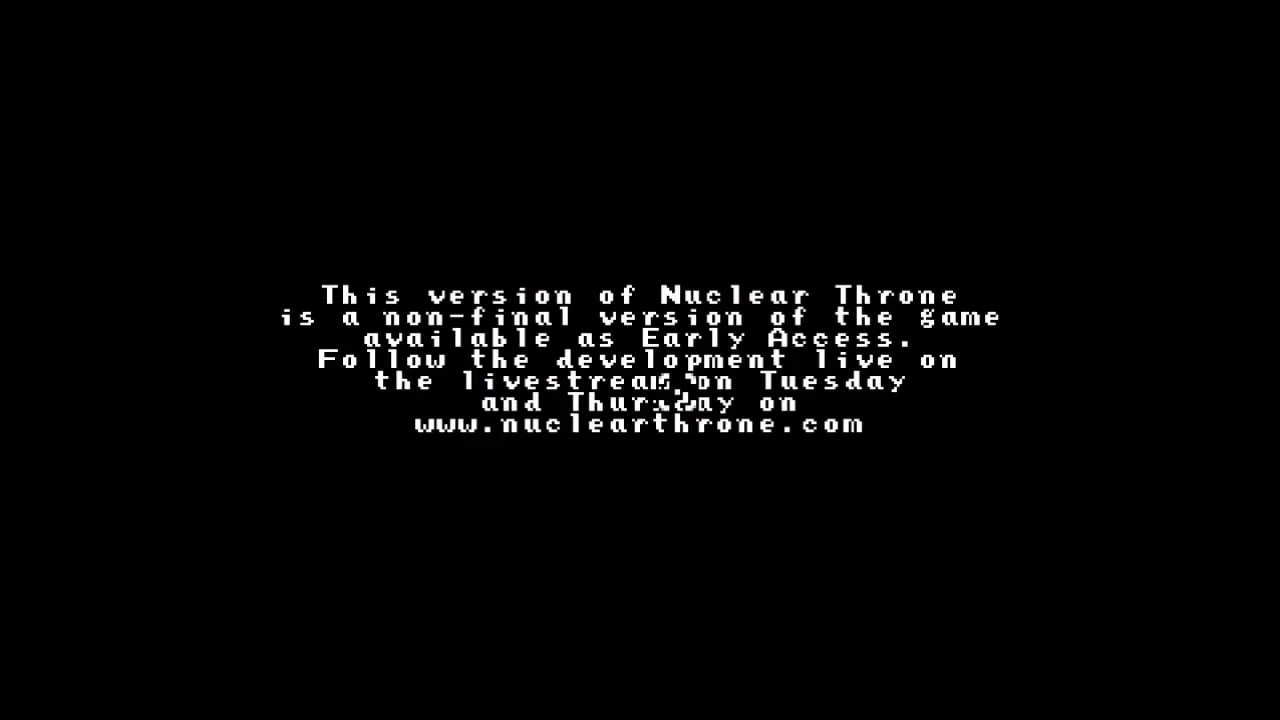 This version of Nuclear Throne
is a non-final version of the game
available as Early Access.
Follow the development live on
the livestream on Tuesday
and Thursday on
www.nuclearthrone.com